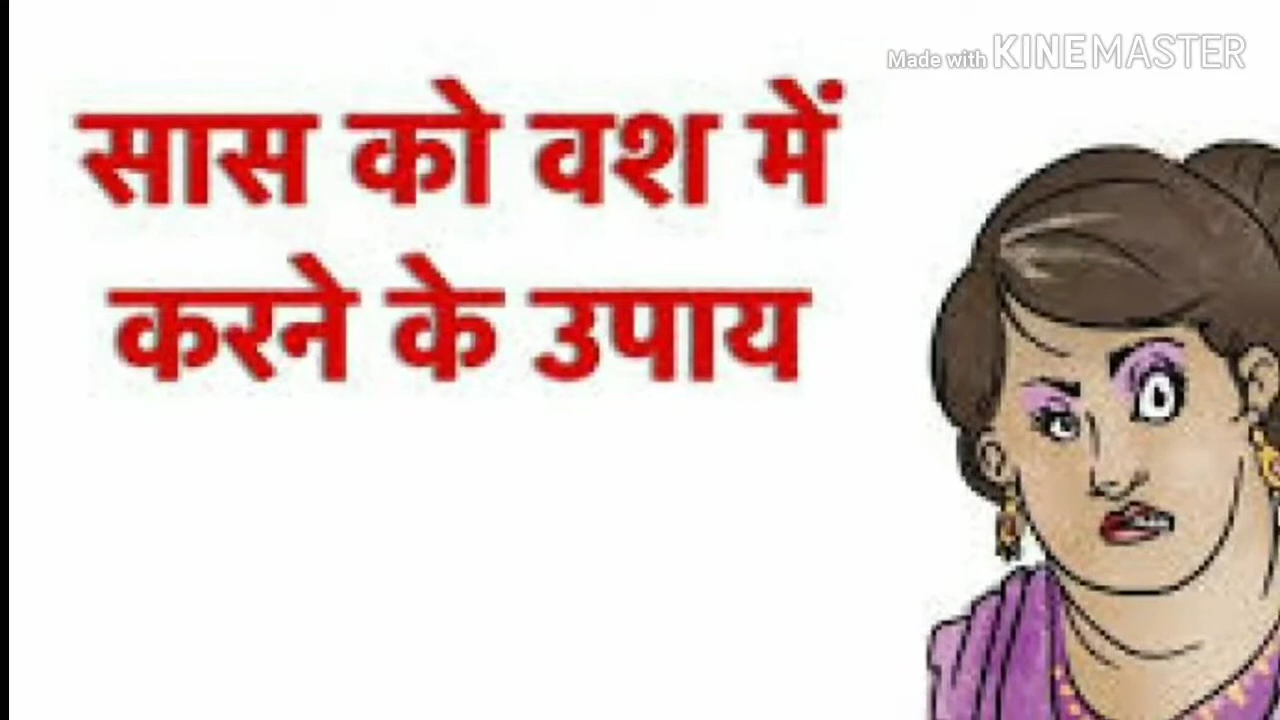 Made with KINEMASTER
सास को वश में
करने के उपाय